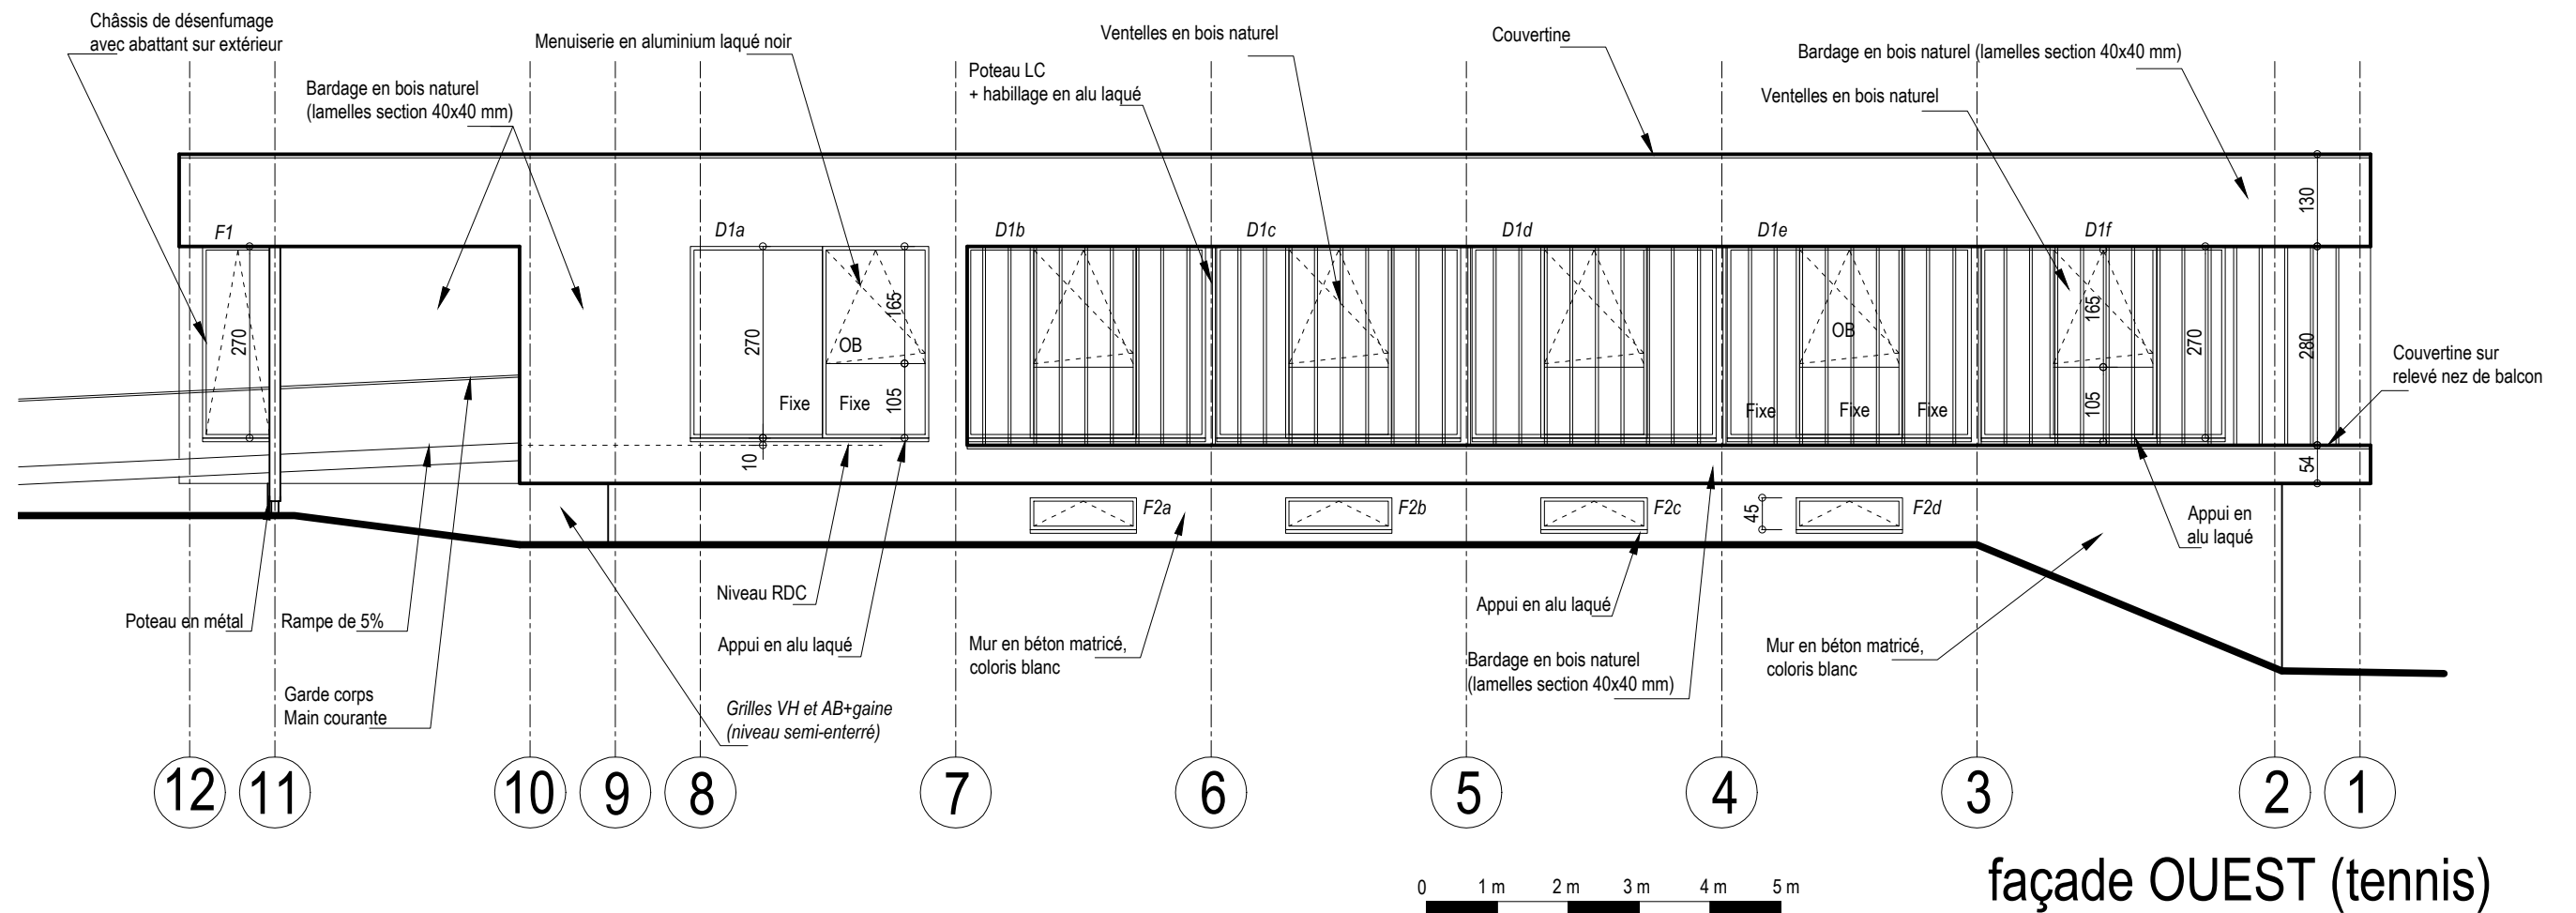 Châssis de désenfumage
avec abattant sur extérieur
Menuiserie en aluminium laqué noir
Bardage en bois naturel
(lamelles section 40x40 mm)
Poteau LC
+ habillage en alu laqué
Ventelles en bois naturel
Couvertine
Bardage en bois naturel (lamelles section 40x40 mm)
Ventelles en bois naturel
130
F1
D1a
D1b
D1c
D1d
D1e
D1f
270
270
165
OB
Fixe
Fixe
105
10
OB
Fixe
Fixe
Fixe
165
105
270
280
54
Couvertine sur
relevé nez de balcon
F2a
F2b
F2c
45
F2d
Appui en
alu laqué
Niveau RDC
Poteau en métal
Rampe de 5%
Appui en alu laqué
Mur en béton matricé,
coloris blanc
Appui en alu laqué
Bardage en bois naturel
(lamelles section 40x40 mm)
Mur en béton matricé,
coloris blanc
Garde corps
Main courante
Grilles VH et AB+gaine
(niveau semi-enterré)
12
11
10
9
8
7
6
5
4
3
2
1
0
1 m
2 m
3 m
4 m
5 m
façade OUEST (tennis)